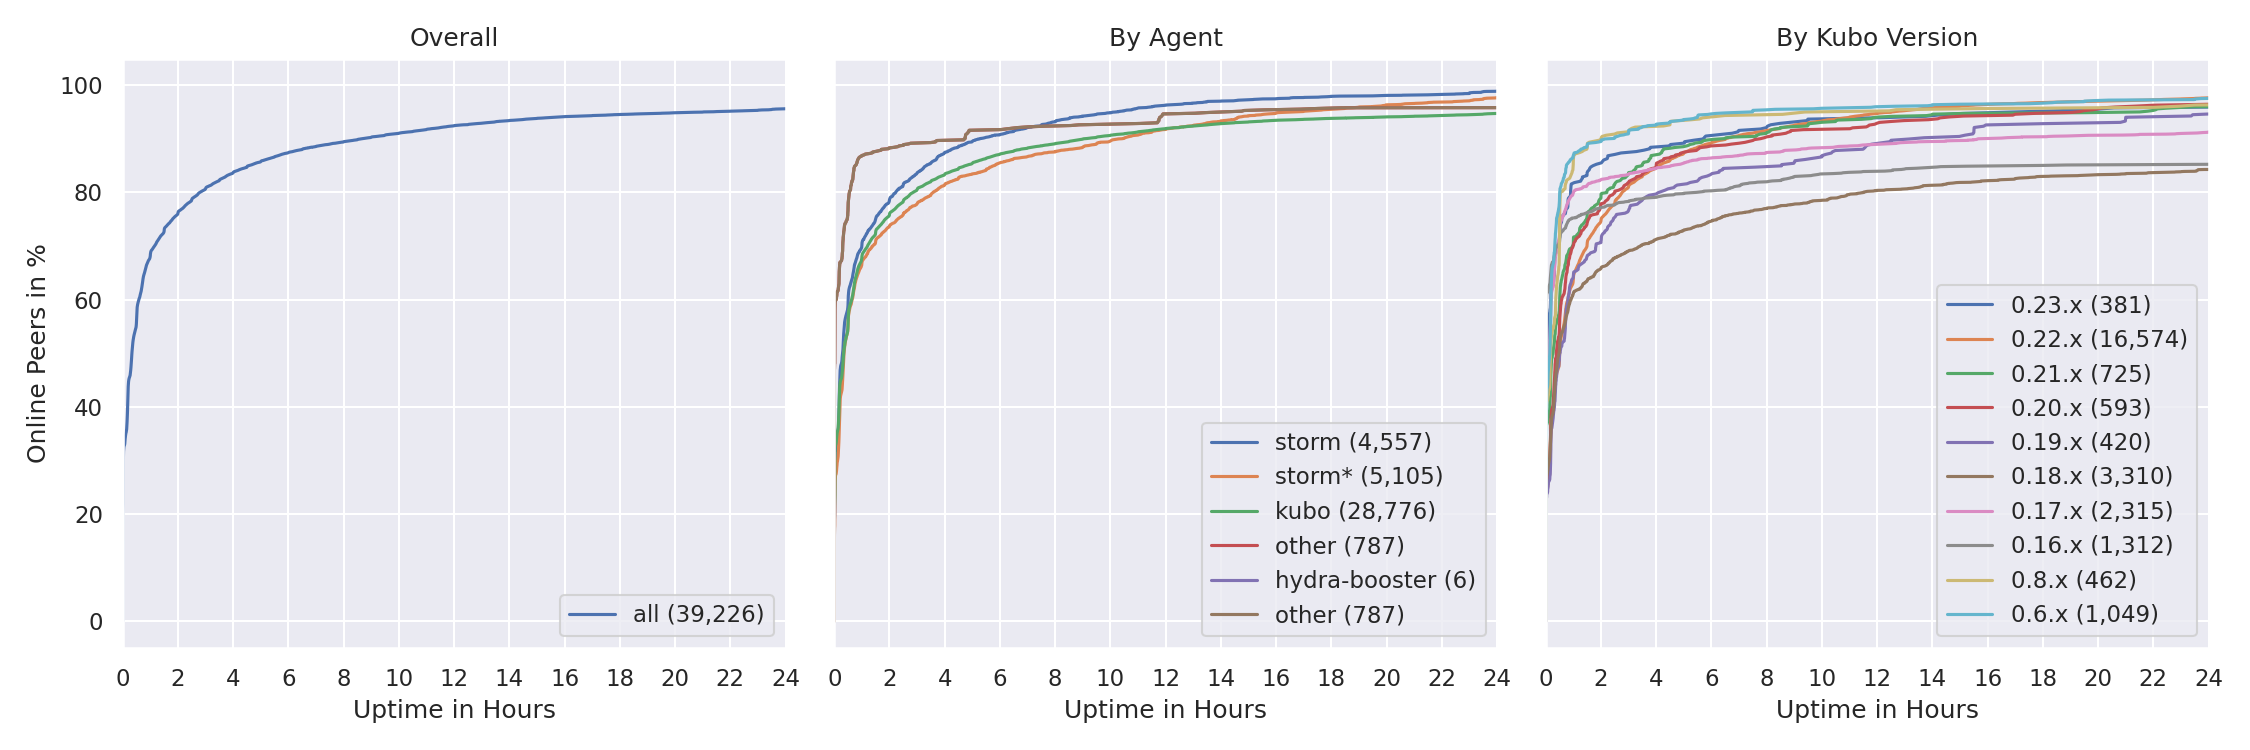 Overall
By Agent
By Kubo Version
Online Peers in %
100
80
60
40
20
0
all (39,226)
storm (4,557)
storm* (5,105)
kubo (28,776)
other (787)
hydra-booster (6)
other (787)
0.23.x (381)
0.22.x (16,574)
0.21.x (725)
0.20.x (593)
0.19.x (420)
0.18.x (3,310)
0.17.x (2,315)
0.16.x (1,312)
0.8.x (462)
0.6.x (1,049)
0 2 4 6 8 10 12 14 16 18 20 22 24
0 2 4 6 8 10 12 14 16 18 20 22 24
0 2 4 6 8 10 12 14 16 18 20 22 24
Uptime in Hours
Uptime in Hours
Uptime in Hours